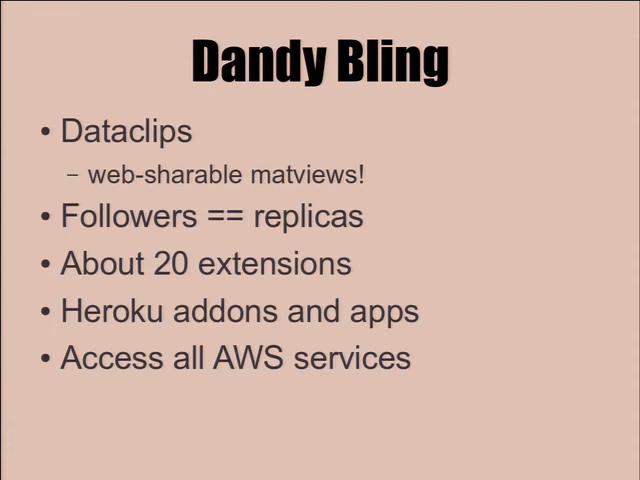 Dandy Bling
• Dataclips
– web-sharable matviews!
• Followers == replicas
• About 20 extensions
• Heroku addons and apps
• Access all AWS services